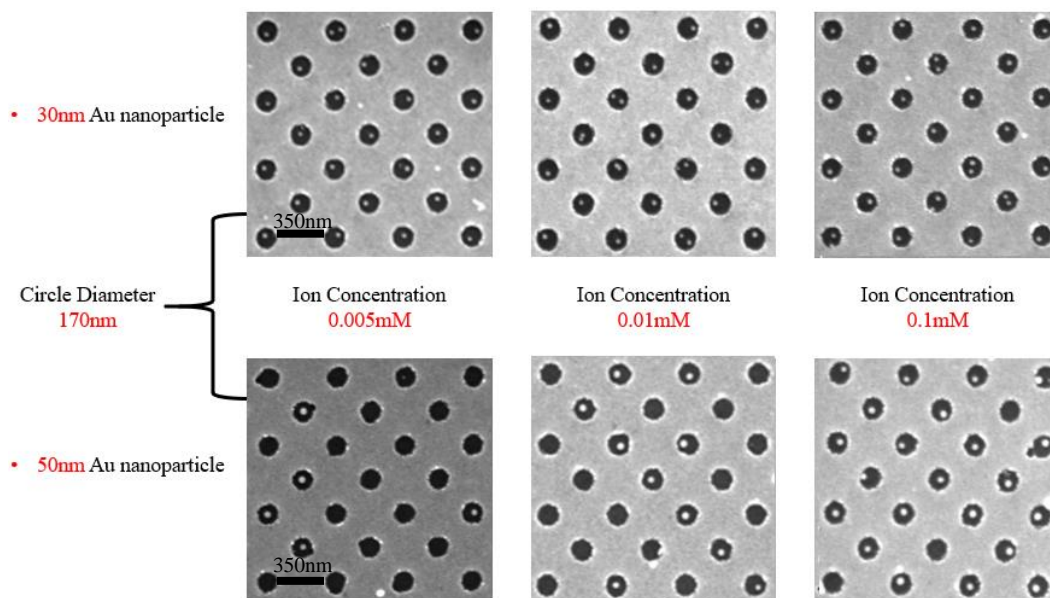 • 30nm Au nanoparticle
350nm
Circle Diameter
170nm
Ion Concentration
0.005mM
Ion Concentration
0.01mM
Ion Concentration
0.1mM
• 50nm Au nanoparticle
350nm